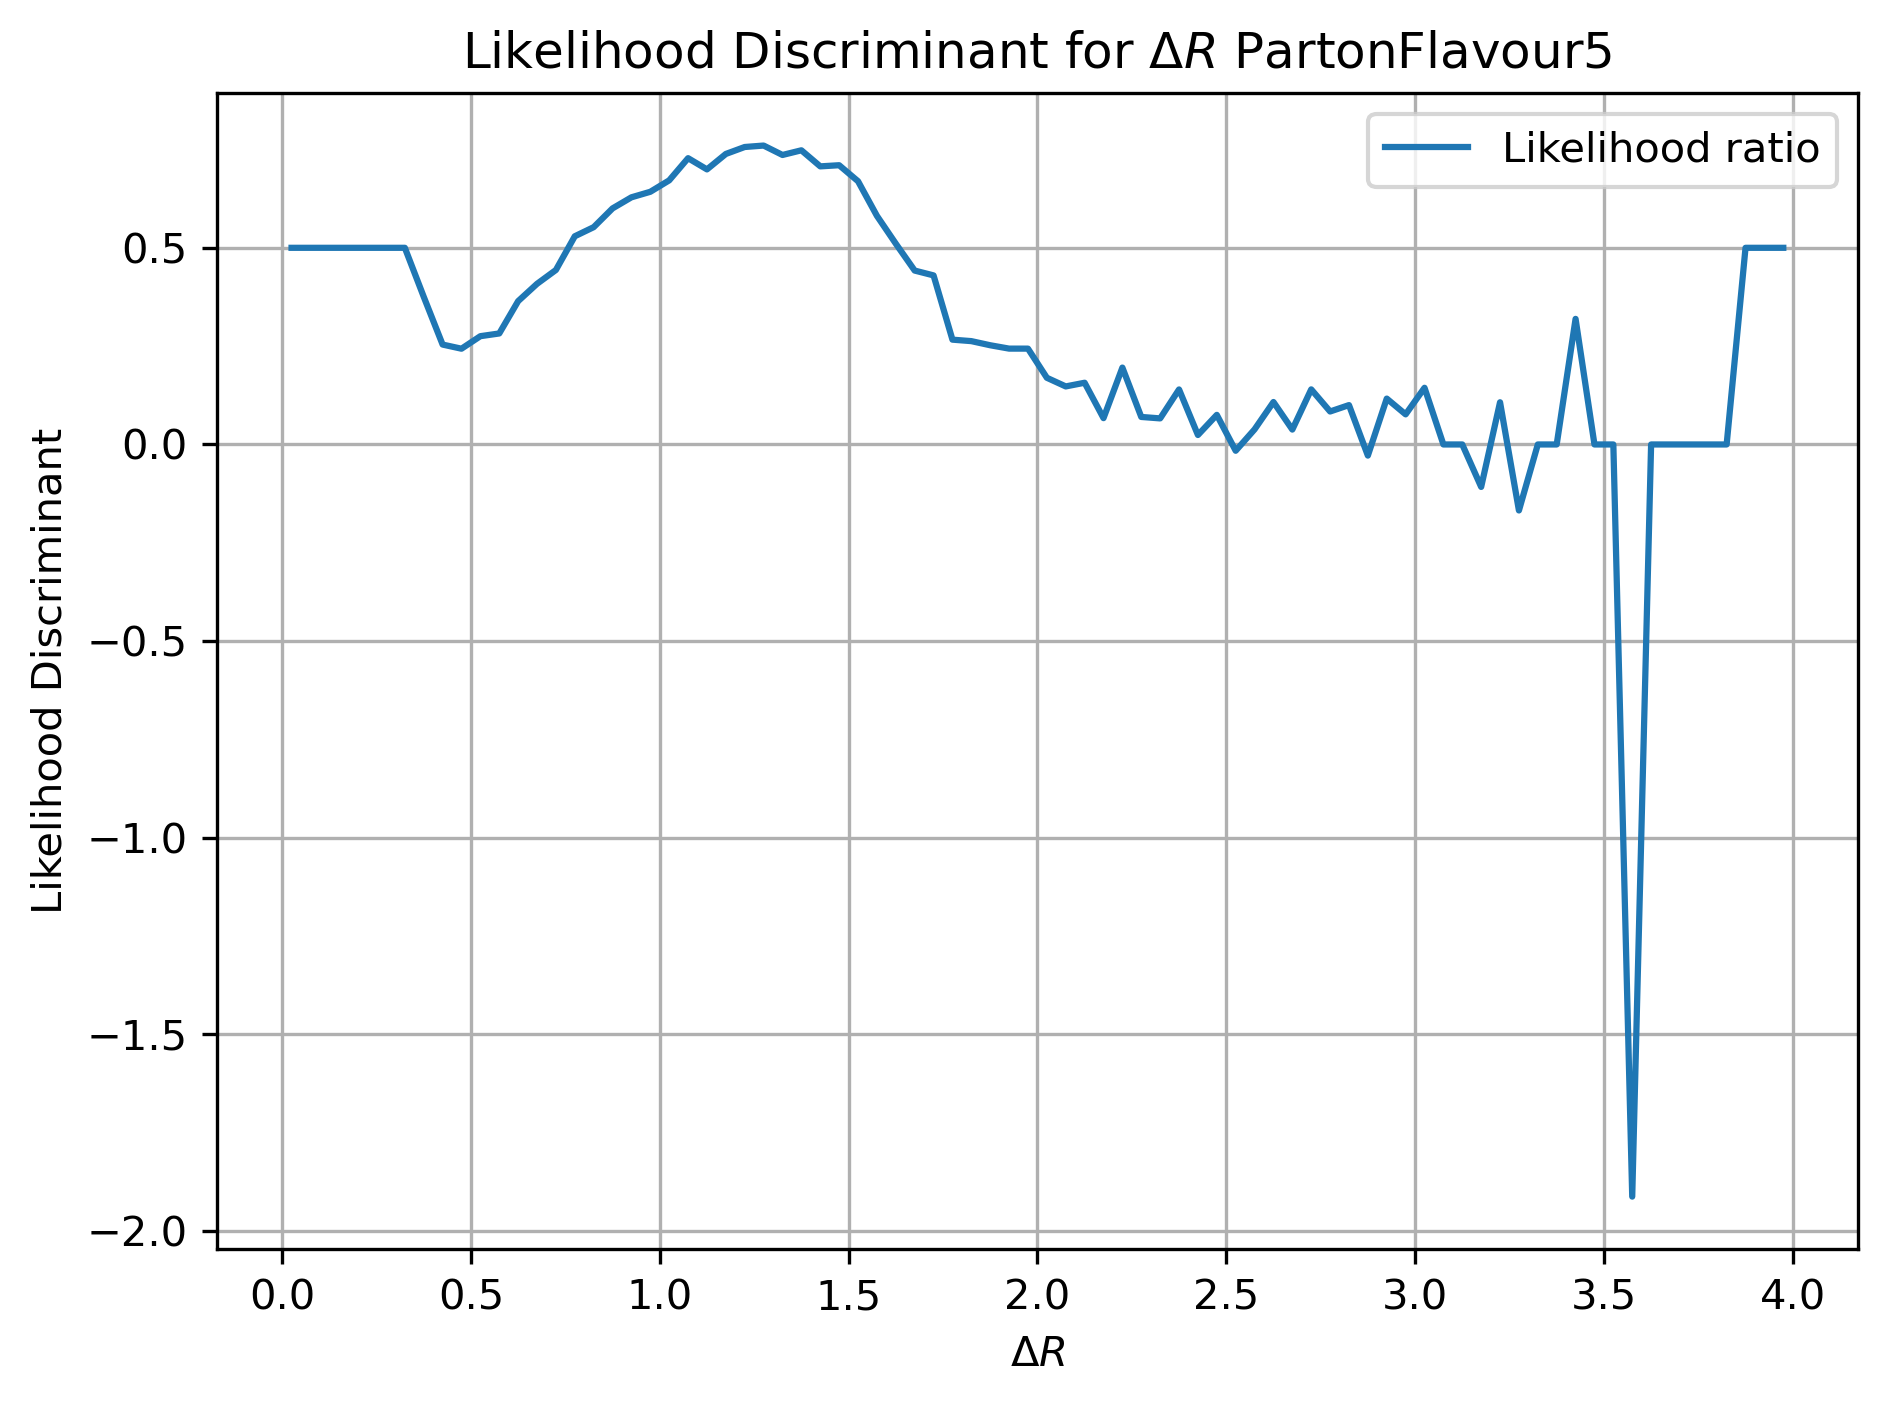 Likelihood Discriminant for ΔR PartonFlavour5
Likelihood ratio
Likelihood Discriminant
0.5
0.0
−0.5
−1.0
−1.5
−2.0
0.0 0.5 1.0 1.5 2.0 2.5 3.0 3.5 4.0
ΔR